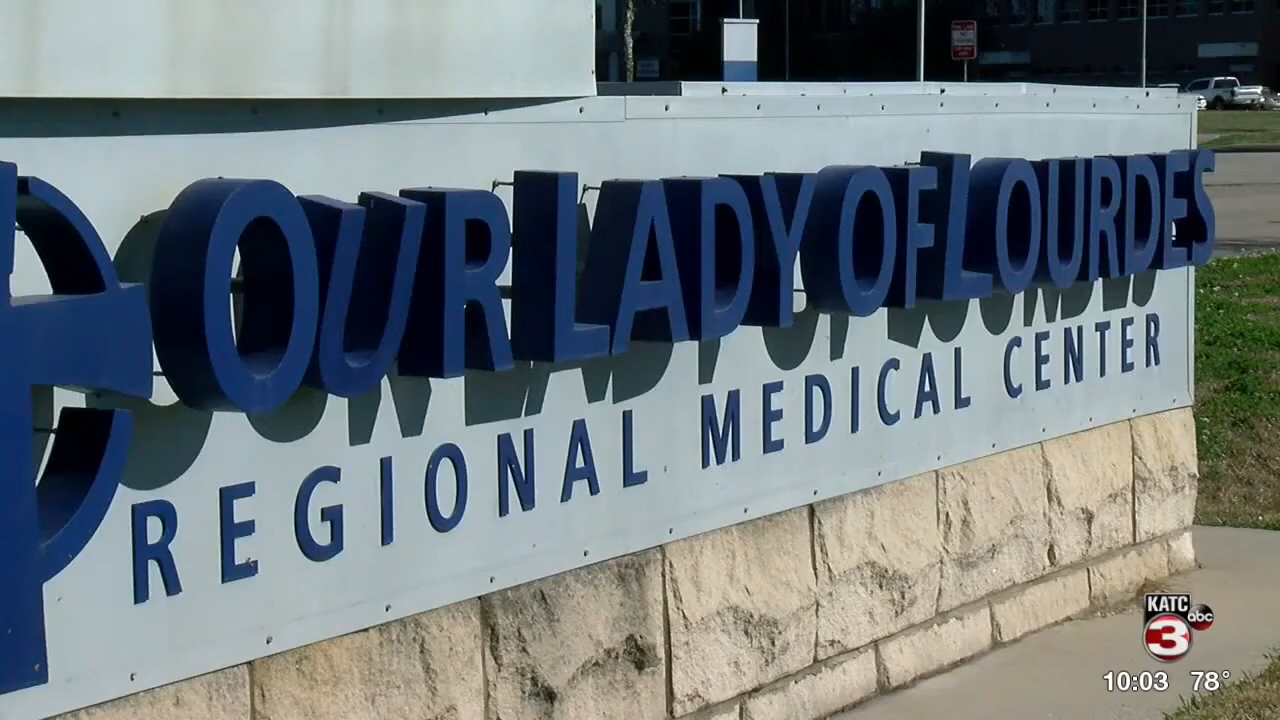 OUR LADY OF LOURDES
REGIONAL MEDICAL CENTER
KATC
abc
3
10:03 78°